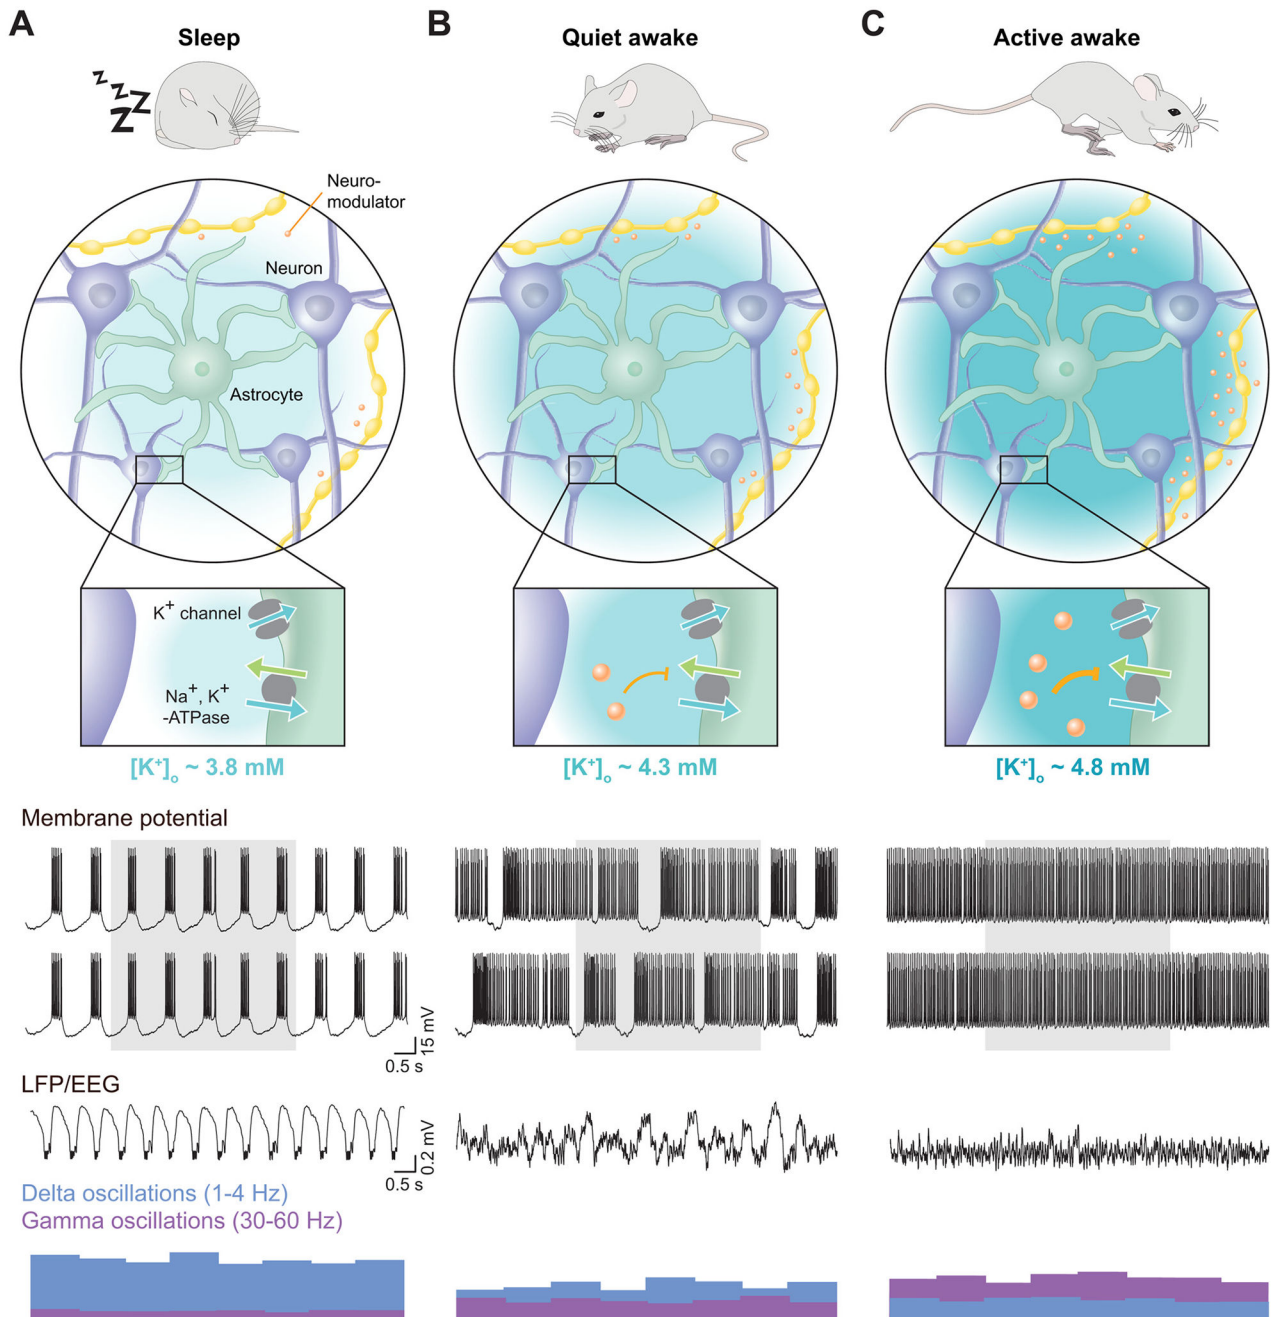 A
Sleep
B
Quiet awake
C
Active awake
z
z
Z
Z
Neuro-
modulator
Neuron
Astrocyte
K⁺ channel
Na⁺, K⁺
-ATPase
[K⁺]ₒ ~ 3.8 mM
[K⁺]ₒ ~ 4.3 mM
[K⁺]ₒ ~ 4.8 mM
Membrane potential
15 mV
0.5 s
LFP/EEG
0.2 mV
0.5 s
Delta oscillations (1-4 Hz)
Gamma oscillations (30-60 Hz)